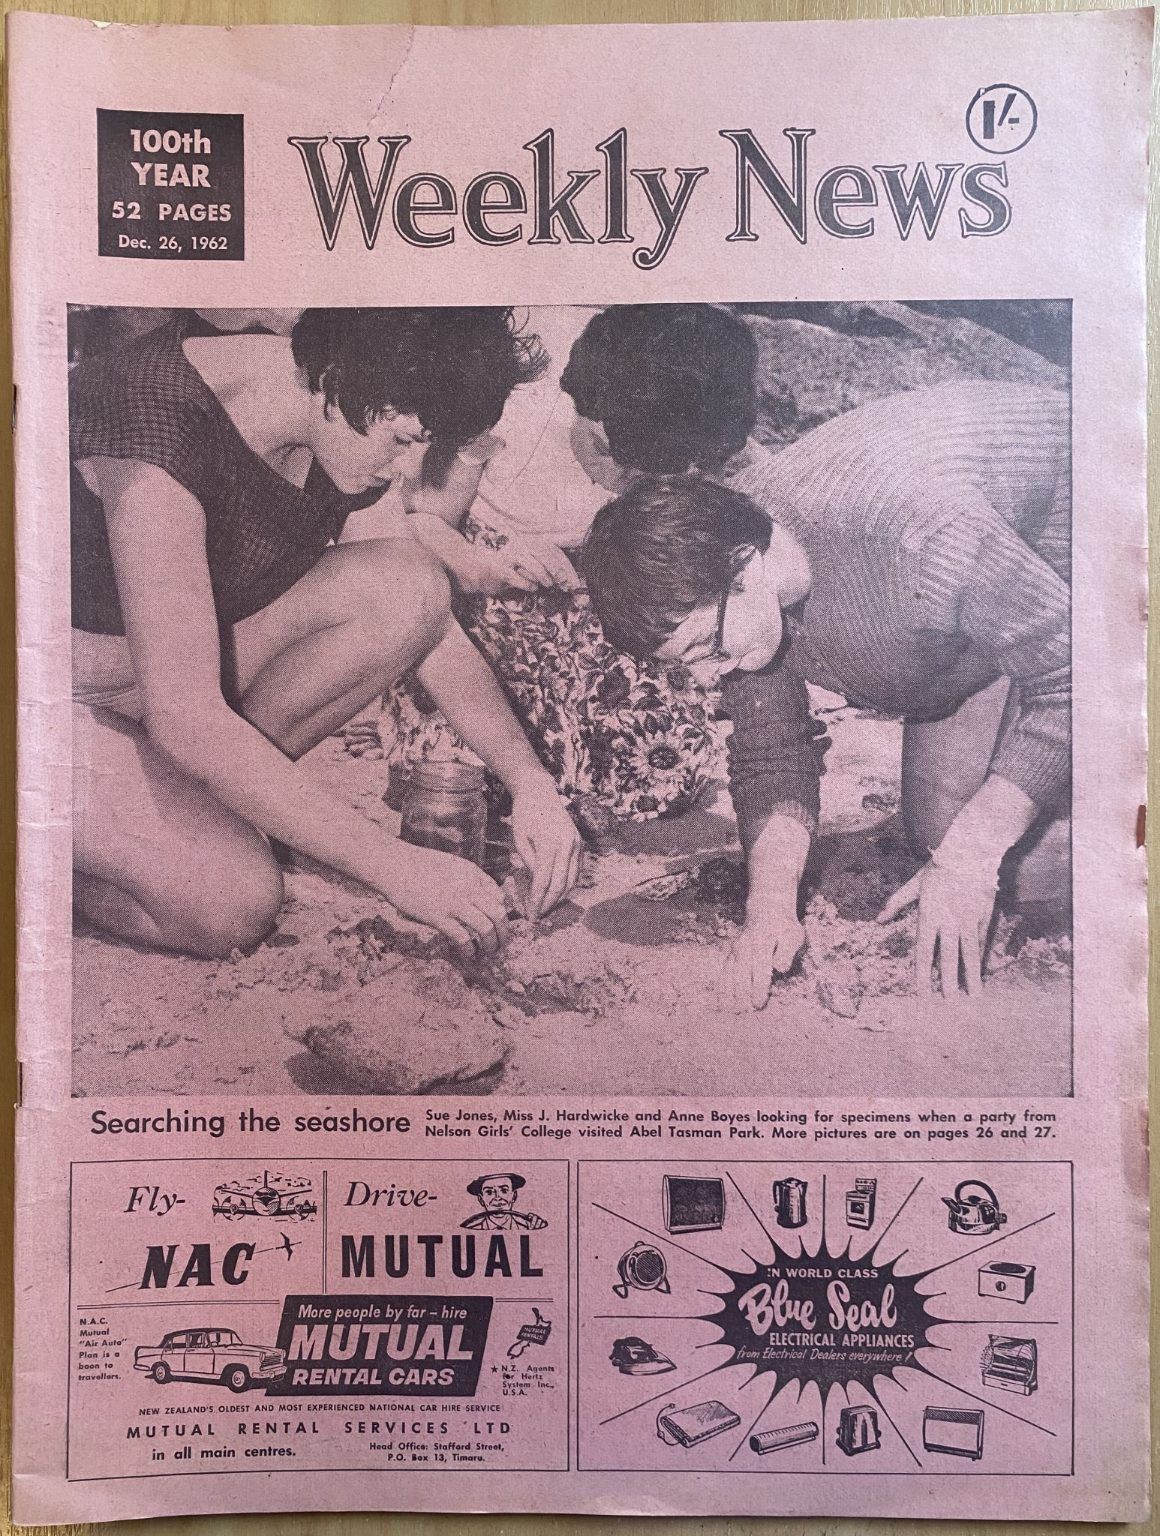 100th
YEAR
52 PAGES
Dec. 26, 1962
Weekly News
1/-
Searching the seashore
Sue Jones, Miss J. Hardwicke and Anne Boyes looking for specimens when a party from
Nelson Girls' College visited Abel Tasman Park. More pictures are on pages 26 and 27.
Fly-
NAC
Drive-
MUTUAL
N.A.C.
Mutual
"Air Auto"
Plan is a
boon to
travellers.
More people by far - hire
MUTUAL
RENTAL CARS
MUTUAL
RENTALS
★ N.Z. Agents
for Hertz
System Inc.,
U.S.A.
NEW ZEALAND'S OLDEST AND MOST EXPERIENCED NATIONAL CAR HIRE SERVICE
MUTUAL RENTAL SERVICES LTD
in all main centres.
Head Office: Stafford Street,
P.O. Box 13, Timaru.
IN WORLD CLASS
Blue Seal
ELECTRICAL APPLIANCES
from Electrical Dealers everywhere!